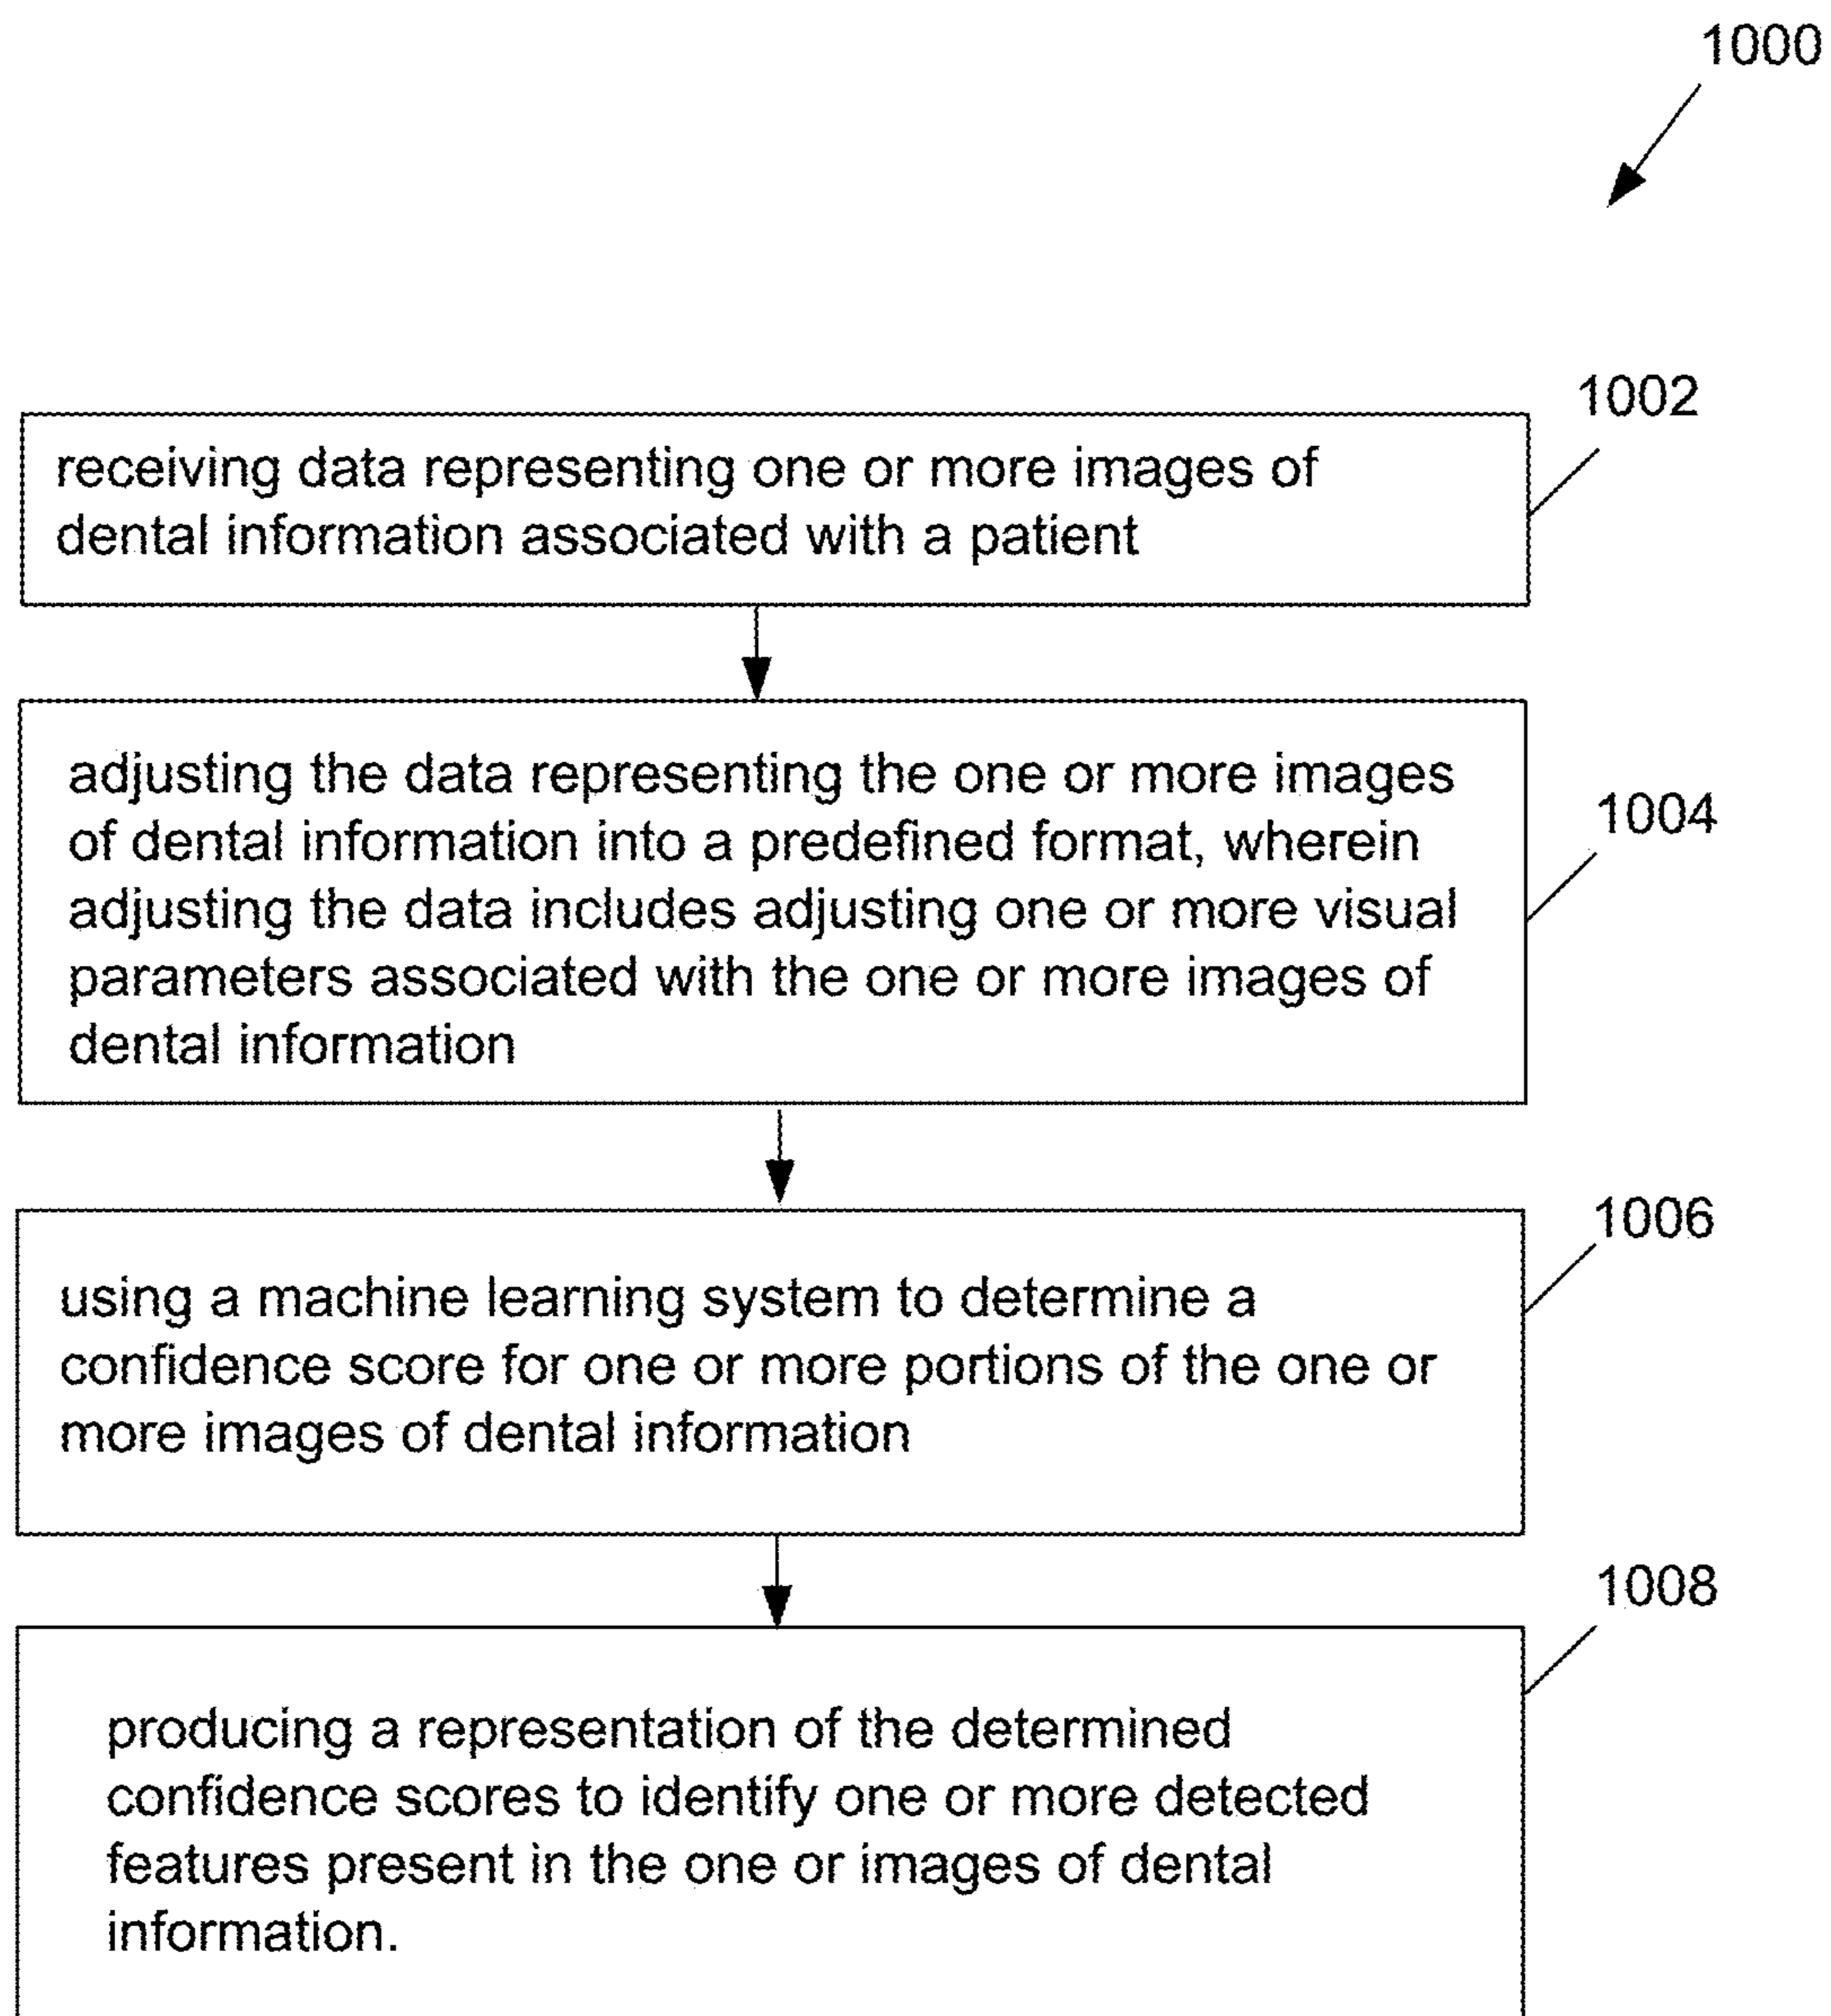 1000
1002
receiving data representing one or more images of
dental information associated with a patient
adjusting the data representing the one or more images
of dental information into a predefined format, wherein
adjusting the data includes adjusting one or more visual
parameters associated with the one or more images of
dental information
1004
1006
using a machine learning system to determine a
confidence score for one or more portions of the one or
more images of dental information
1008
producing a representation of the determined
confidence scores to identify one or more detected
features present in the one or images of dental
information.